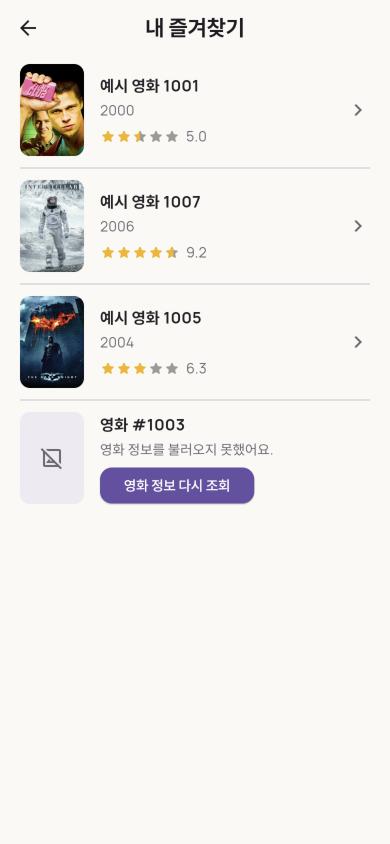 내 즐겨찾기
예시 영화 1001
2000
5.0
INTERSTELLAR
예시 영화 1007
2006
9.2
예시 영화 1005
2004
6.3
영화 #1003
영화 정보를 불러오지 못했어요.
영화 정보 다시 조회